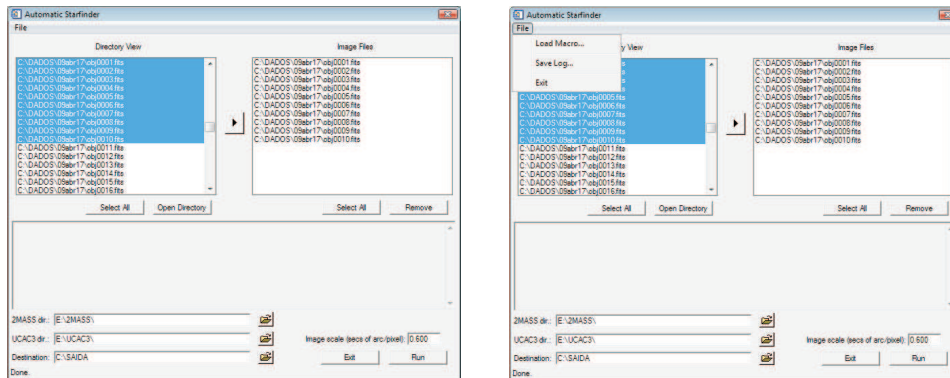 Automatic Starfinder
File
Directory View
Image Files
C:\DADOS\09abr17\obj0001.fits
C:\DADOS\09abr17\obj0002.fits
C:\DADOS\09abr17\obj0003.fits
C:\DADOS\09abr17\obj0004.fits
C:\DADOS\09abr17\obj0005.fits
C:\DADOS\09abr17\obj0006.fits
C:\DADOS\09abr17\obj0007.fits
C:\DADOS\09abr17\obj0008.fits
C:\DADOS\09abr17\obj0009.fits
C:\DADOS\09abr17\obj0010.fits
C:\DADOS\09abr17\obj0011.fits
C:\DADOS\09abr17\obj0012.fits
C:\DADOS\09abr17\obj0013.fits
C:\DADOS\09abr17\obj0014.fits
C:\DADOS\09abr17\obj0015.fits
C:\DADOS\09abr17\obj0016.fits
C:\DADOS\09abr17\obj0001.fits
C:\DADOS\09abr17\obj0002.fits
C:\DADOS\09abr17\obj0003.fits
C:\DADOS\09abr17\obj0004.fits
C:\DADOS\09abr17\obj0005.fits
C:\DADOS\09abr17\obj0006.fits
C:\DADOS\09abr17\obj0007.fits
C:\DADOS\09abr17\obj0008.fits
C:\DADOS\09abr17\obj0009.fits
C:\DADOS\09abr17\obj0010.fits
Select All Open Directory
Select All Remove
2MASS dir.: E:\2MASS\
UCAC3 dir.: E:\UCAC3\
Image scale (secs of arc/pixel): 0.600
Destination: C:\SAIDA
Exit Run
Done.
Automatic Starfinder
File
Load Macro...
Save Log...
Exit
y View
Image Files
s
s
s
s
C:\DADOS\09abr17\obj0005.fits
C:\DADOS\09abr17\obj0006.fits
C:\DADOS\09abr17\obj0007.fits
C:\DADOS\09abr17\obj0008.fits
C:\DADOS\09abr17\obj0009.fits
C:\DADOS\09abr17\obj0010.fits
C:\DADOS\09abr17\obj0011.fits
C:\DADOS\09abr17\obj0012.fits
C:\DADOS\09abr17\obj0013.fits
C:\DADOS\09abr17\obj0014.fits
C:\DADOS\09abr17\obj0015.fits
C:\DADOS\09abr17\obj0016.fits
C:\DADOS\09abr17\obj0001.fits
C:\DADOS\09abr17\obj0002.fits
C:\DADOS\09abr17\obj0003.fits
C:\DADOS\09abr17\obj0004.fits
C:\DADOS\09abr17\obj0005.fits
C:\DADOS\09abr17\obj0006.fits
C:\DADOS\09abr17\obj0007.fits
C:\DADOS\09abr17\obj0008.fits
C:\DADOS\09abr17\obj0009.fits
C:\DADOS\09abr17\obj0010.fits
Select All Open Directory
Select All Remove
2MASS dir.: E:\2MASS\
UCAC3 dir.: E:\UCAC3\
Image scale (secs of arc/pixel): 0.600
Destination: C:\SAIDA
Exit Run
Done.